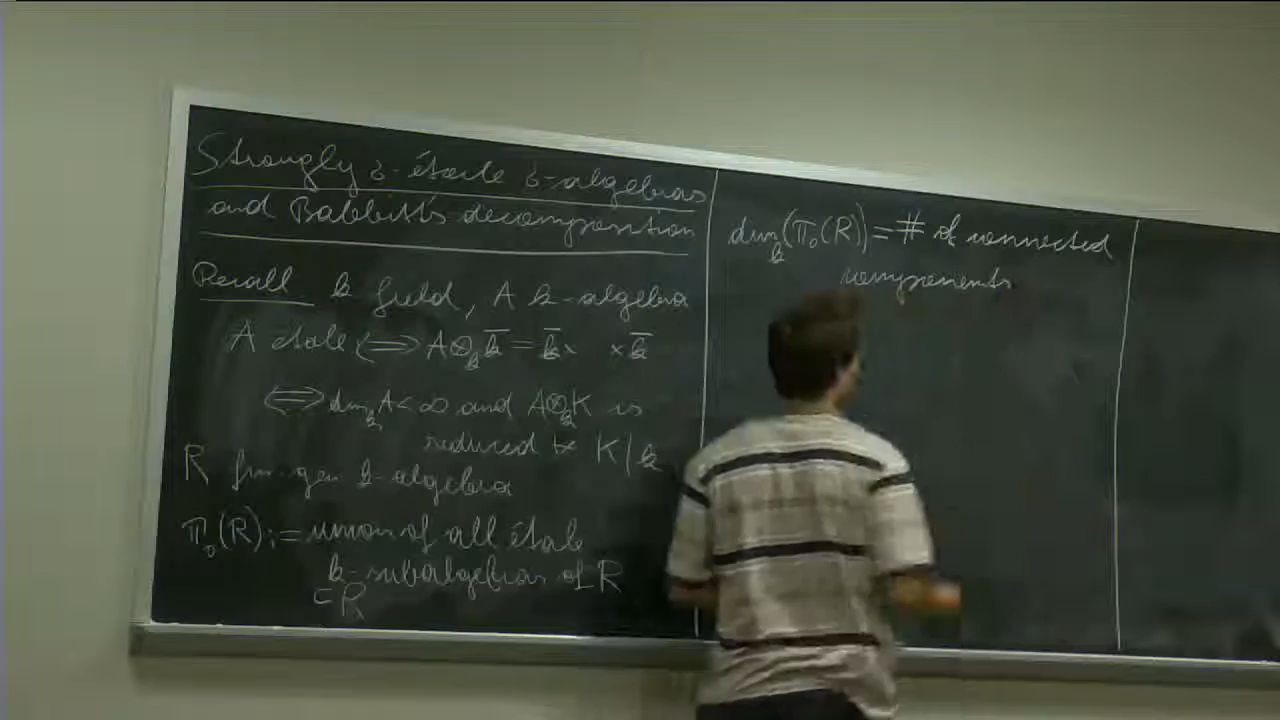 Strongly σ-étale σ-algebras
and Babbitt's decomposition
Recall k field, A k-algebra
A étale ⟺ A⊗_k k̄ = k̄× ×k̄
⟺ dim_k A < ∞ and A⊗_k K is
reduced ∀ K/k
R fin. gen k-algebra
π₀(R) := union of all étale
k-subalgebras of R
⊂ R
dim_k(π₀(R)) = # of connected
components